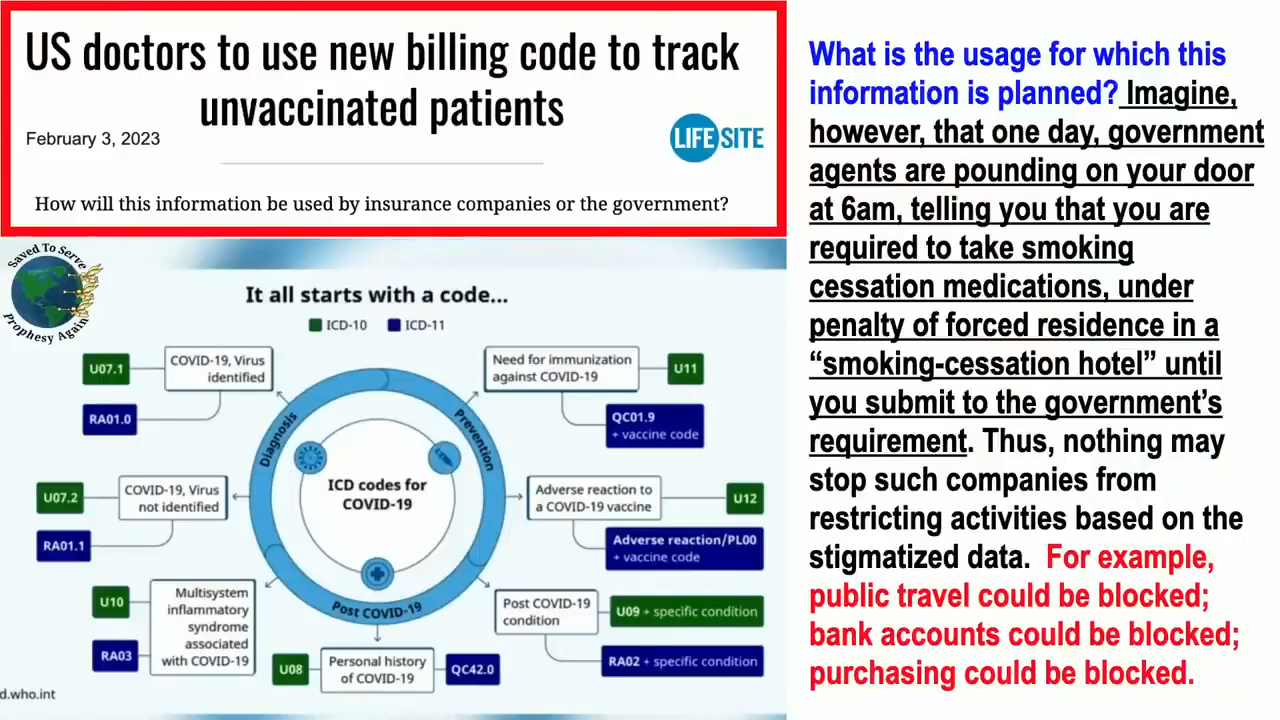 US doctors to use new billing code to track
unvaccinated patients
February 3, 2023
LIFE SITE
How will this information be used by insurance companies or the government?
Saved To Serve
Prophesy Again
It all starts with a code...
ICD-10
ICD-11
U07.1
COVID-19, Virus
identified
RA01.0
Need for immunization
against COVID-19
U11
QC01.9
+ vaccine code
Diagnosis
Prevention
Post COVID-19
ICD codes for
COVID-19
U07.2
COVID-19, Virus
not identified
RA01.1
Adverse reaction to
a COVID-19 vaccine
U12
Adverse reaction/PL00
+ vaccine code
U10
Multisystem
inflammatory
syndrome
associated
with COVID-19
RA03
Post COVID-19
condition
U09 + specific condition
RA02 + specific condition
U08
Personal history
of COVID-19
QC42.0
d.who.int
What is the usage for which this
information is planned? Imagine,
however, that one day, government
agents are pounding on your door
at 6am, telling you that you are
required to take smoking
cessation medications, under
penalty of forced residence in a
“smoking-cessation hotel” until
you submit to the government’s
requirement. Thus, nothing may
stop such companies from
restricting activities based on the
stigmatized data. For example,
public travel could be blocked;
bank accounts could be blocked;
purchasing could be blocked.